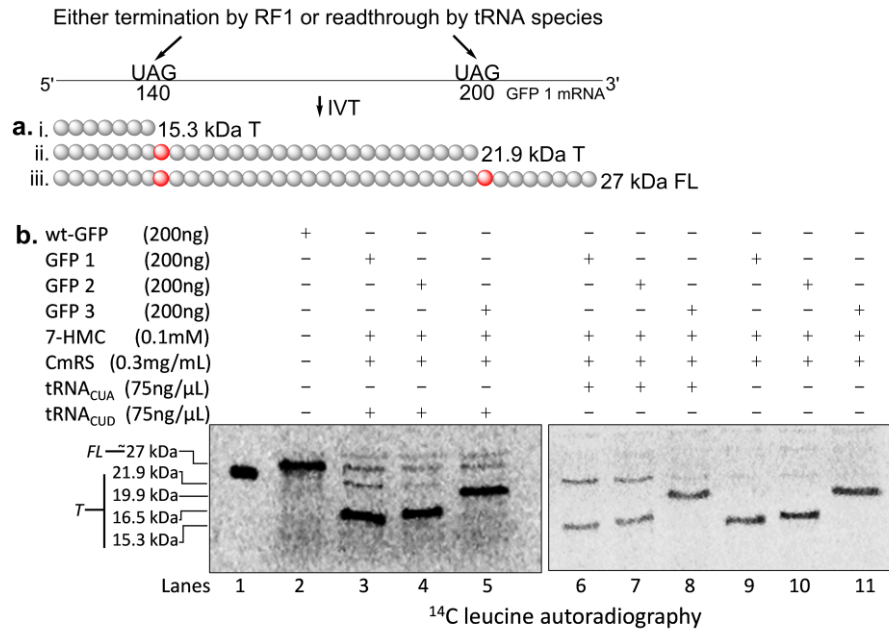 Either termination by RF1 or readthrough by tRNA species
UAG UAG
5' 140 200 GFP 1 mRNA 3'
IVT
a. i. 15.3 kDa T
ii. 21.9 kDa T
iii. 27 kDa FL
b. wt-GFP (200ng) + − − − − − − − − −
GFP 1 (200ng) − + − − + − − + − −
GFP 2 (200ng) − − + − − + − − + −
GFP 3 (200ng) − − − + − − + − − +
7-HMC (0.1mM) − + + + + + + + + +
CmRS (0.3mg/mL) − + + + + + + + + +
tRNA_CUA (75ng/µL) − − − − + + + − − −
tRNA_CUD (75ng/µL) − + + + − − − − − −
FL ~27 kDa
21.9 kDa
19.9 kDa
T
16.5 kDa
15.3 kDa
Lanes 1 2 3 4 5 6 7 8 9 10 11
¹⁴C leucine autoradiography